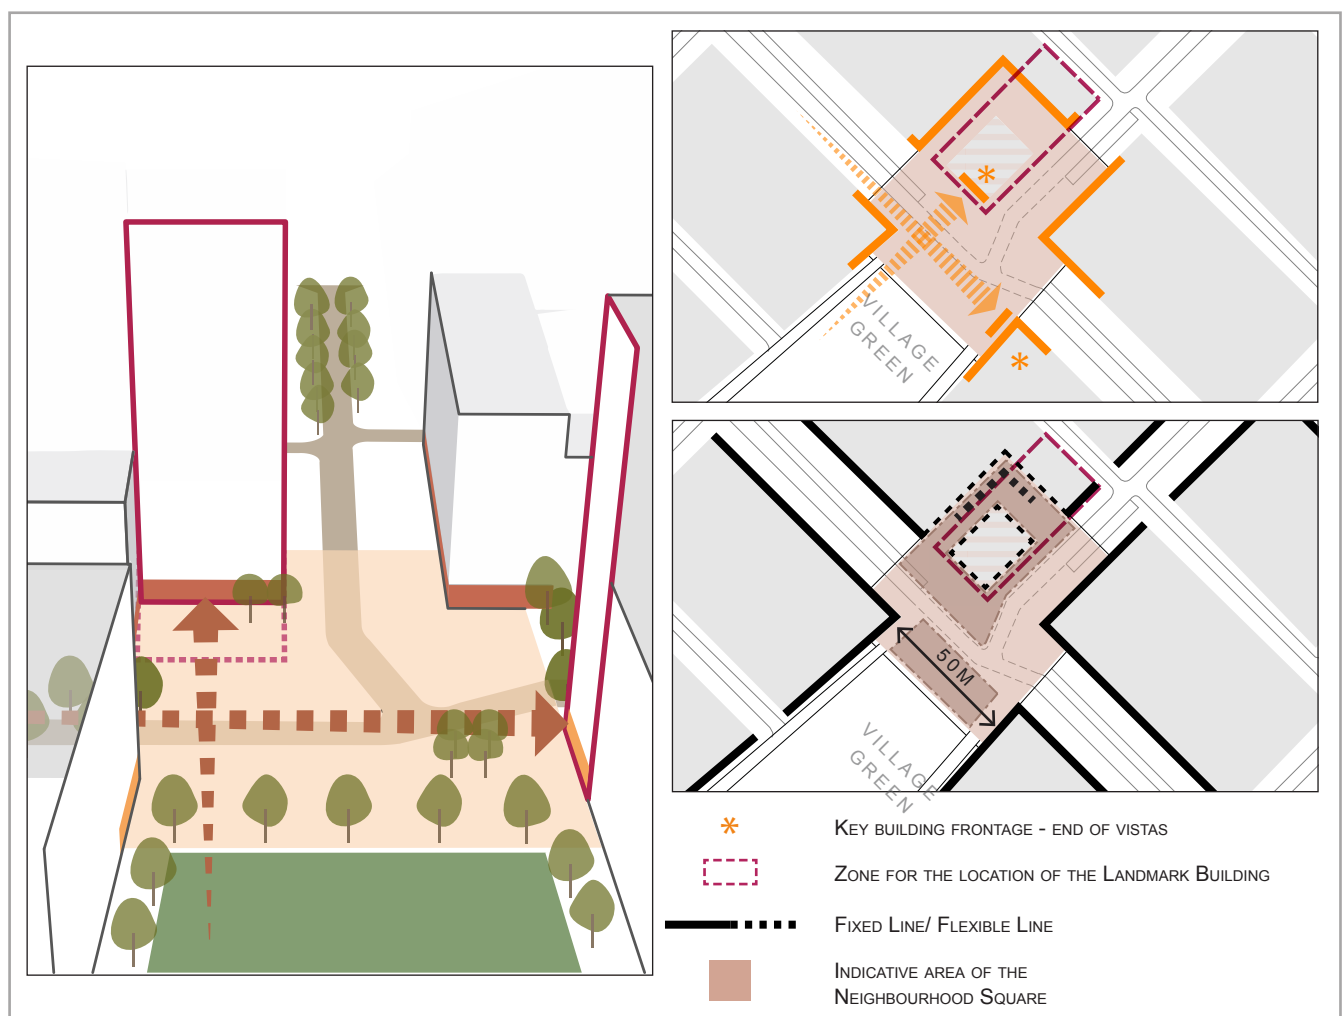 *
VILLAGE
GREEN
*
50M
VILLAGE
GREEN
* Key building frontage - end of vistas
Zone for the location of the Landmark Building
Fixed Line/ Flexible Line
Indicative area of the
Neighbourhood Square